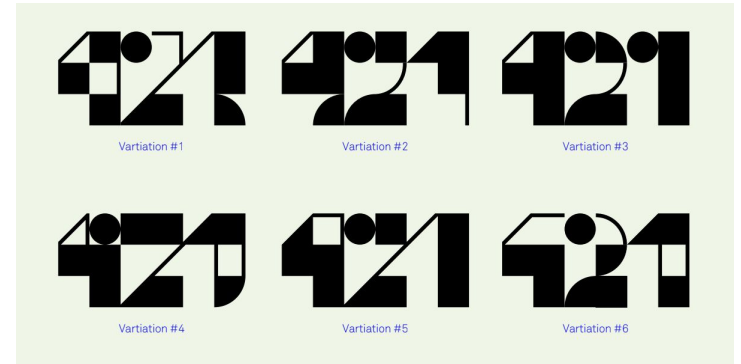 421 421 421
Vartiation #1 Vartiation #2 Vartiation #3
421 421 421
Vartiation #4 Vartiation #5 Vartiation #6